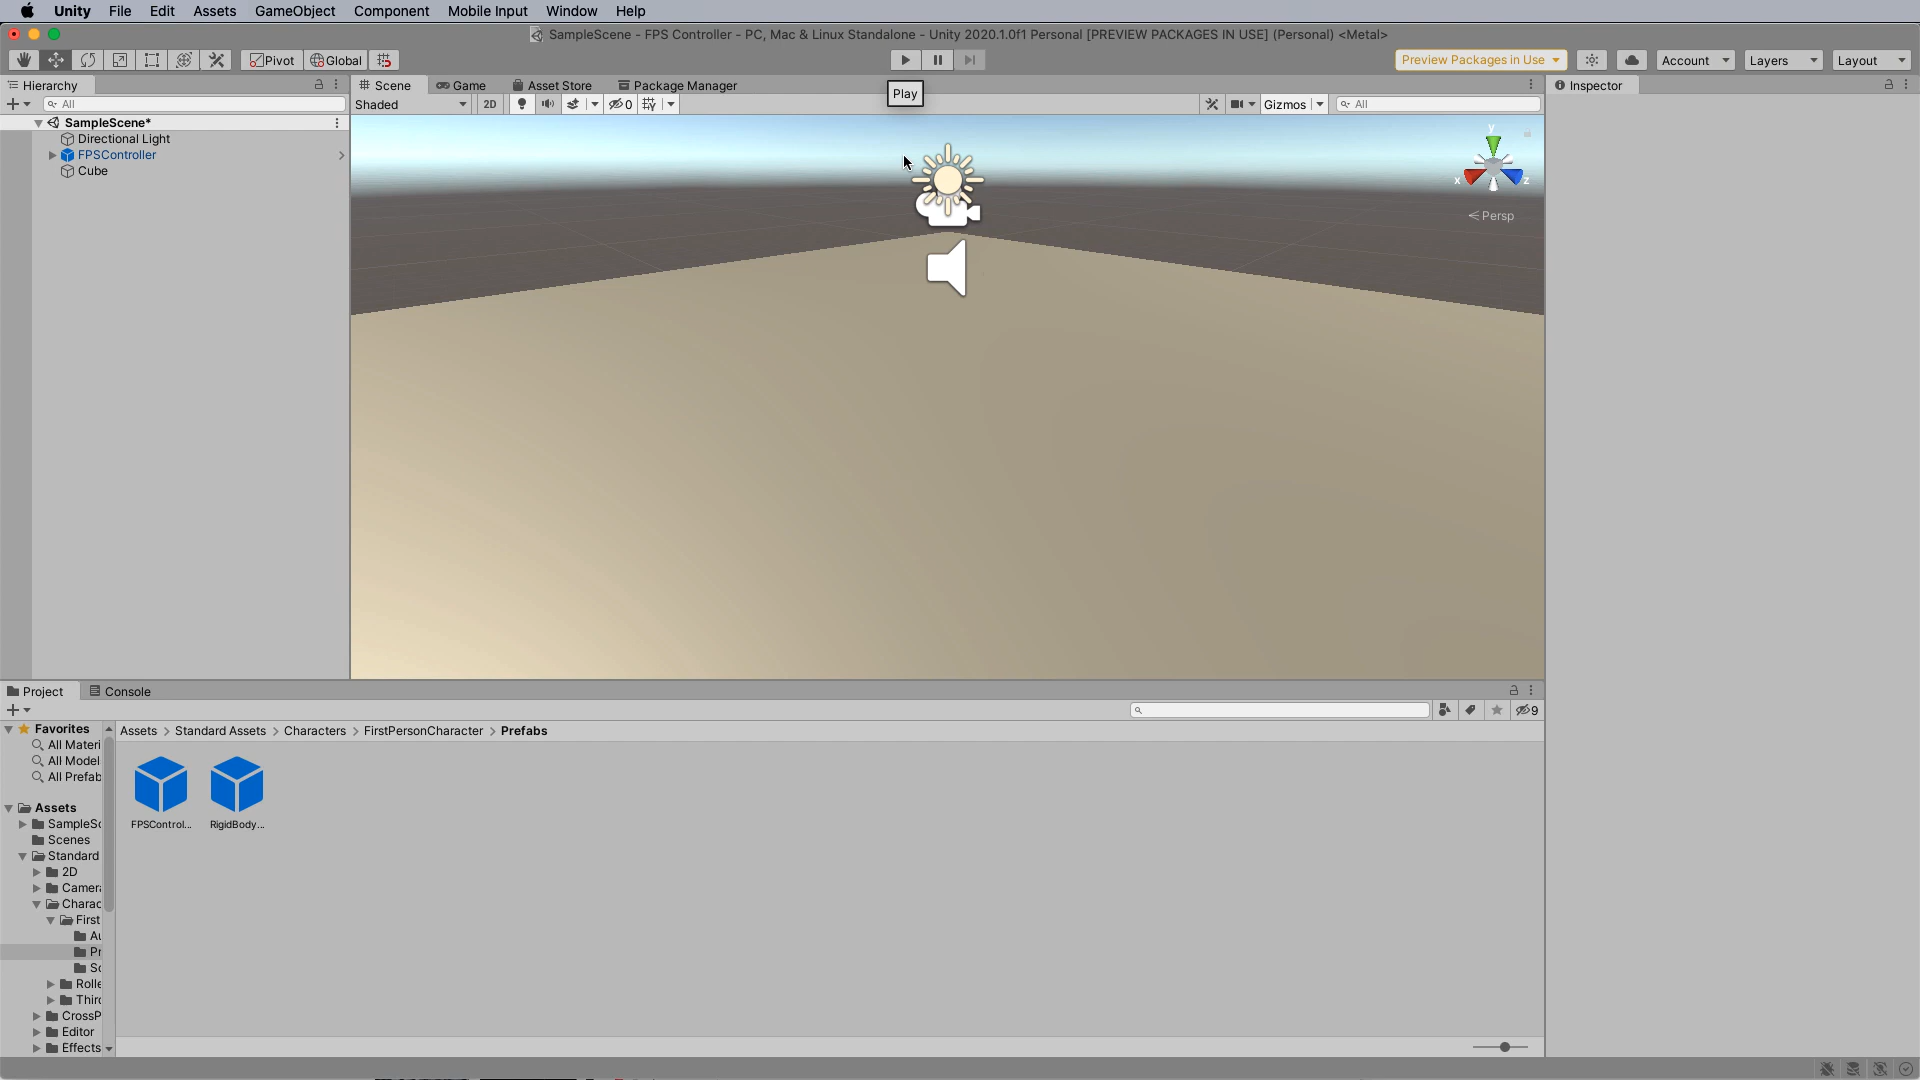 Unity File Edit Assets GameObject Component Mobile Input Window Help
SampleScene - FPS Controller - PC, Mac & Linux Standalone - Unity 2020.1.0f1 Personal [PREVIEW PACKAGES IN USE] (Personal) <Metal>
Pivot Global Preview Packages in Use Account Layers Layout
Hierarchy Scene Game Asset Store Package Manager Play Inspector
All Shaded 2D 0 Gizmos All
SampleScene*
Directional Light
FPSController
Cube
y
x z
Persp
Project Console
9
Favorites Assets > Standard Assets > Characters > FirstPersonCharacter > Prefabs
All Materi
All Model
All Prefab
Assets
SampleSc
Scenes
Standard
2D
Camera
Charac
First
Au
Pr
Sc
Rolle
Third
CrossP
Editor
Effects
FPSControl... RigidBody...